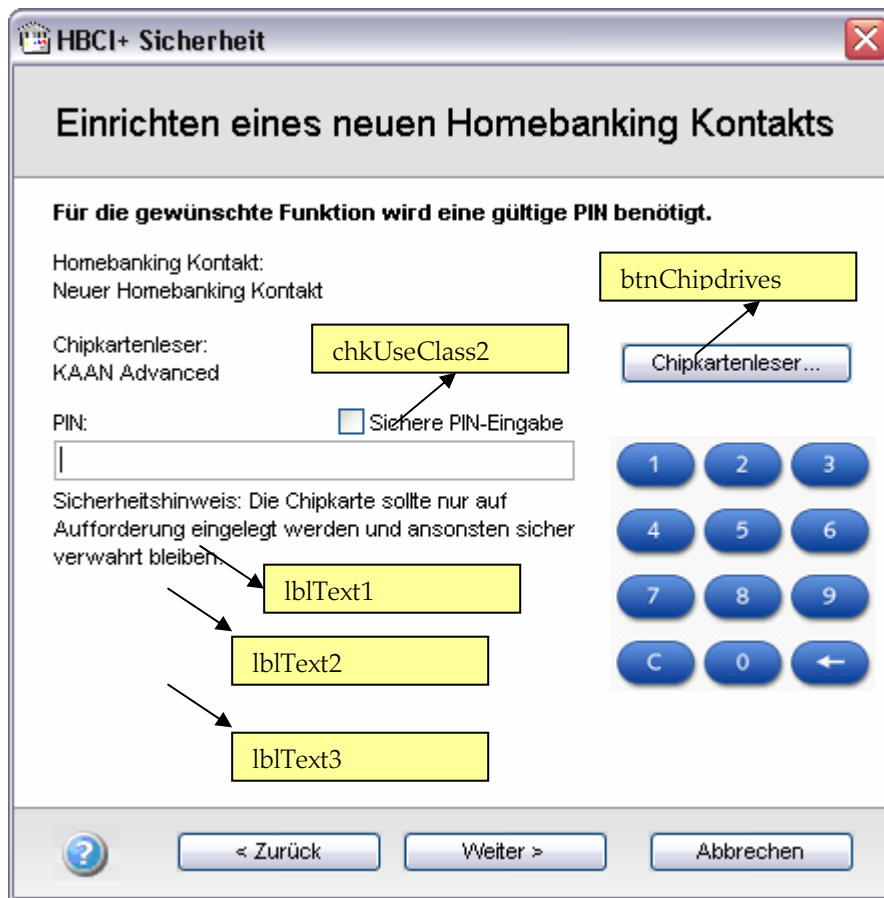 HBCI+ Sicherheit
Einrichten eines neuen Homebanking Kontakts
Für die gewünschte Funktion wird eine gültige PIN benötigt.
Homebanking Kontakt:
Neuer Homebanking Kontakt
btnChipdrives
Chipkartenleser:
KAAN Advanced
chkUseClass2
Chipkartenleser...
PIN:
Sichere PIN-Eingabe
1 2 3
Sicherheitshinweis: Die Chipkarte sollte nur auf
Aufforderung eingelegt werden und ansonsten sicher
verwahrt bleiben.
4 5 6
lblText1
7 8 9
lblText2
C 0 ←
lblText3
< Zurück
Weiter >
Abbrechen